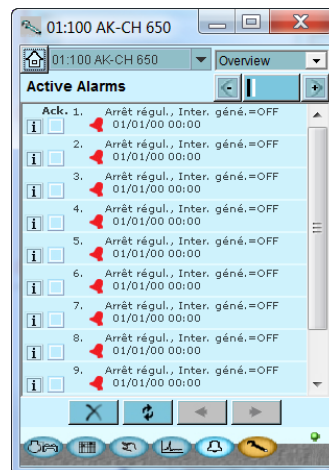 01:100 AK-CH 650
01:100 AK-CH 650 Overview
Active Alarms
Ack. 1. Arrêt régul., Inter. géné.=OFF
01/01/00 00:00
2. Arrêt régul., Inter. géné.=OFF
01/01/00 00:00
3. Arrêt régul., Inter. géné.=OFF
01/01/00 00:00
4. Arrêt régul., Inter. géné.=OFF
01/01/00 00:00
5. Arrêt régul., Inter. géné.=OFF
01/01/00 00:00
6. Arrêt régul., Inter. géné.=OFF
01/01/00 00:00
7. Arrêt régul., Inter. géné.=OFF
01/01/00 00:00
8. Arrêt régul., Inter. géné.=OFF
01/01/00 00:00
9. Arrêt régul., Inter. géné.=OFF
01/01/00 00:00